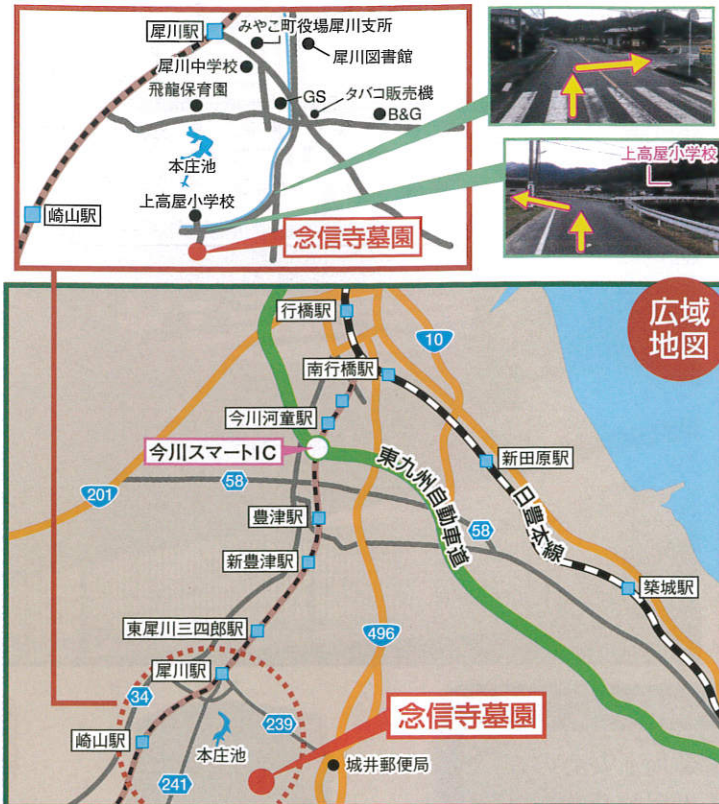 犀川駅
みやこ町役場犀川支所
犀川図書館
犀川中学校
飛龍保育園
GS
タバコ販売機
B&G
本庄池
上高屋小学校
崎山駅
念信寺墓園
上高屋小学校
広域
地図
行橋駅
10
南行橋駅
今川河童駅
今川スマートIC
新田原駅
201
58
東九州自動車道
日豊本線
58
豊津駅
新豊津駅
築城駅
東犀川三四郎駅
496
犀川駅
34
239
念信寺墓園
崎山駅
本庄池
城井郵便局
241